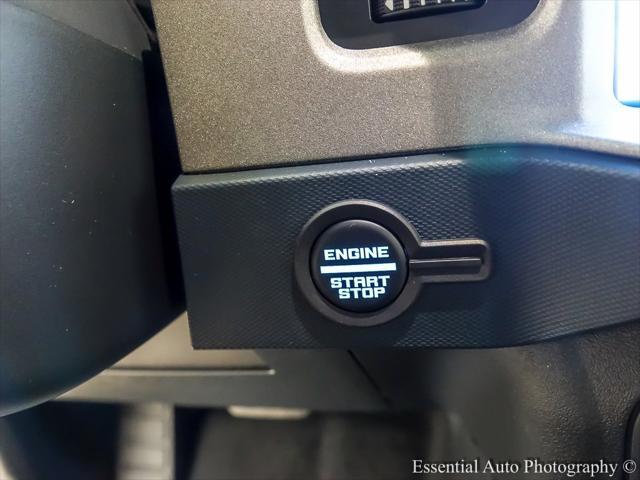 ENGINE
START
STOP
Essential Auto Photography ©